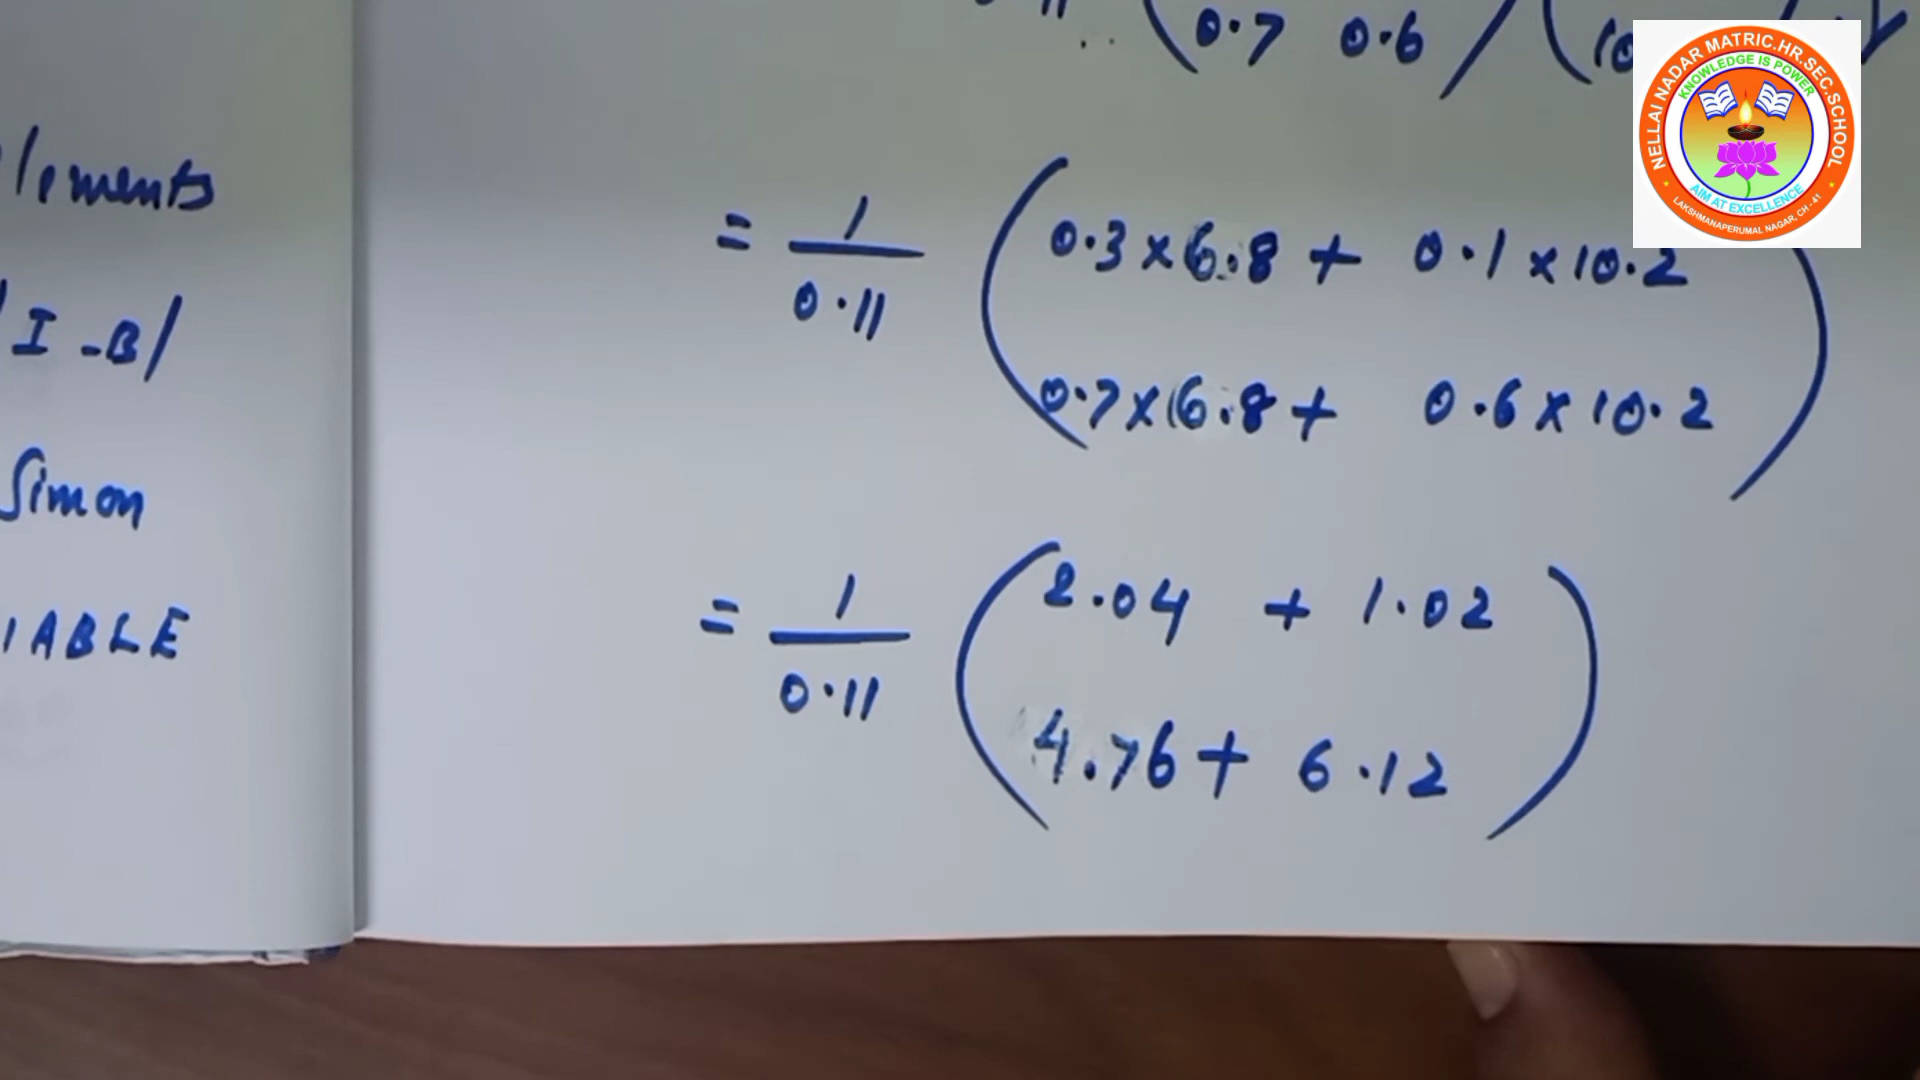 lements
| I - B |
Simon
IABLE
0.7 0.6
10
= 1
0.11
0.3 × 6.8 + 0.1 × 10.2
0.7 × 6.8 + 0.6 × 10.2
= 1
0.11
2.04 + 1.02
4.76 + 6.12
NELLAI NADAR MATRIC.HR.SEC.SCHOOL
KNOWLEDGE IS POWER
AIM AT EXCELLENCE
LAKSHMANAPERUMAL NAGAR, CH - 41